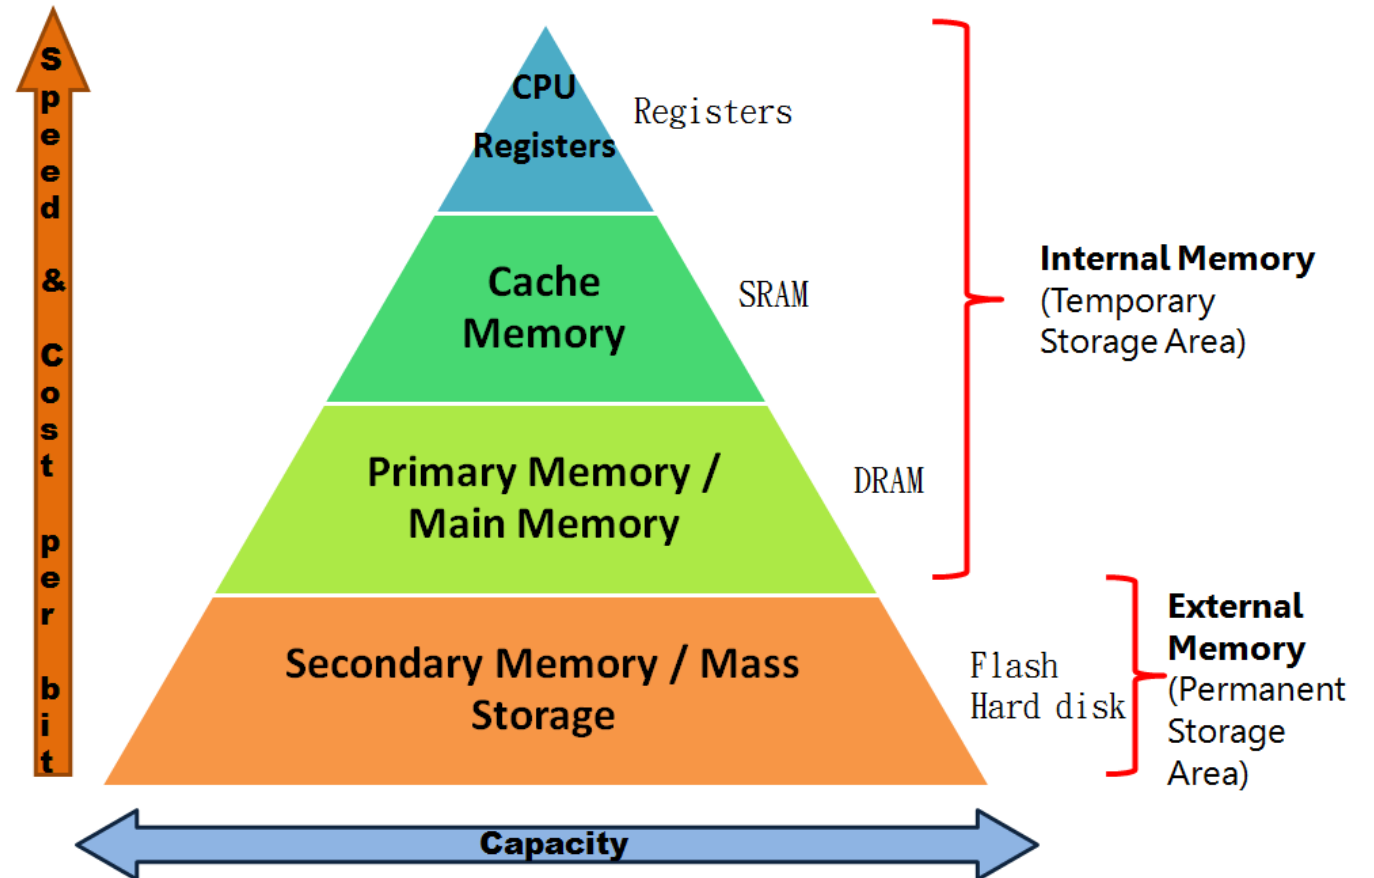 Speed & Cost per bit
CPU
Registers
Registers
Cache
Memory
SRAM
Primary Memory /
Main Memory
DRAM
Secondary Memory / Mass
Storage
Flash
Hard disk
Internal Memory
(Temporary
Storage Area)
External
Memory
(Permanent
Storage
Area)
Capacity